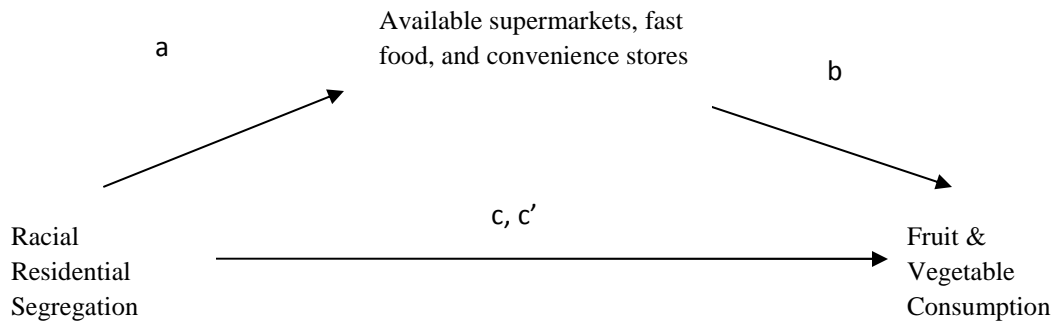 Available supermarkets, fast
food, and convenience stores
a
b
c, c’
Racial
Residential
Segregation
Fruit &
Vegetable
Consumption